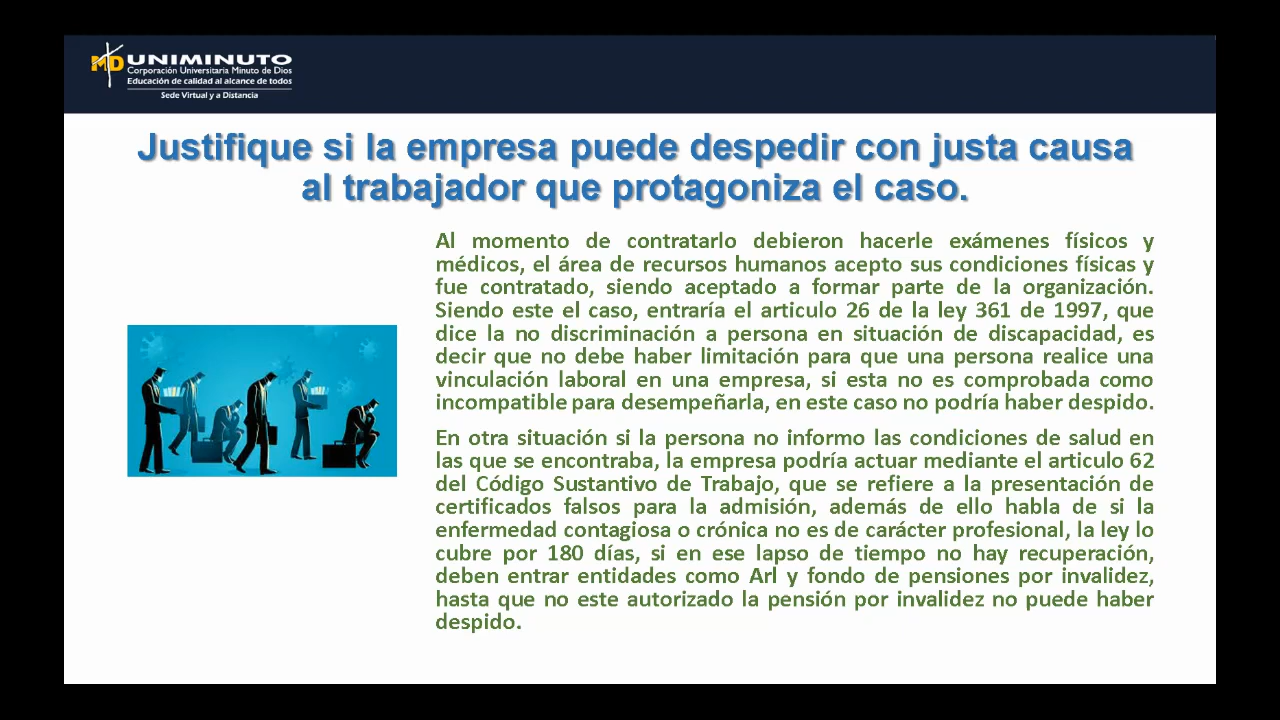 MD UNIMINUTO
Corporación Universitaria Minuto de Dios
Educación de calidad al alcance de todos
Sede Virtual y a Distancia
Justifique si la empresa puede despedir con justa causa
al trabajador que protagoniza el caso.
Al momento de contratarlo debieron hacerle exámenes físicos y
médicos, el área de recursos humanos acepto sus condiciones físicas y
fue contratado, siendo aceptado a formar parte de la organización.
Siendo este el caso, entraría el articulo 26 de la ley 361 de 1997, que
dice la no discriminación a persona en situación de discapacidad, es
decir que no debe haber limitación para que una persona realice una
vinculación laboral en una empresa, si esta no es comprobada como
incompatible para desempeñarla, en este caso no podría haber despido.
En otra situación si la persona no informo las condiciones de salud en
las que se encontraba, la empresa podría actuar mediante el articulo 62
del Código Sustantivo de Trabajo, que se refiere a la presentación de
certificados falsos para la admisión, además de ello habla de si la
enfermedad contagiosa o crónica no es de carácter profesional, la ley lo
cubre por 180 días, si en ese lapso de tiempo no hay recuperación,
deben entrar entidades como Arl y fondo de pensiones por invalidez,
hasta que no este autorizado la pensión por invalidez no puede haber
despido.